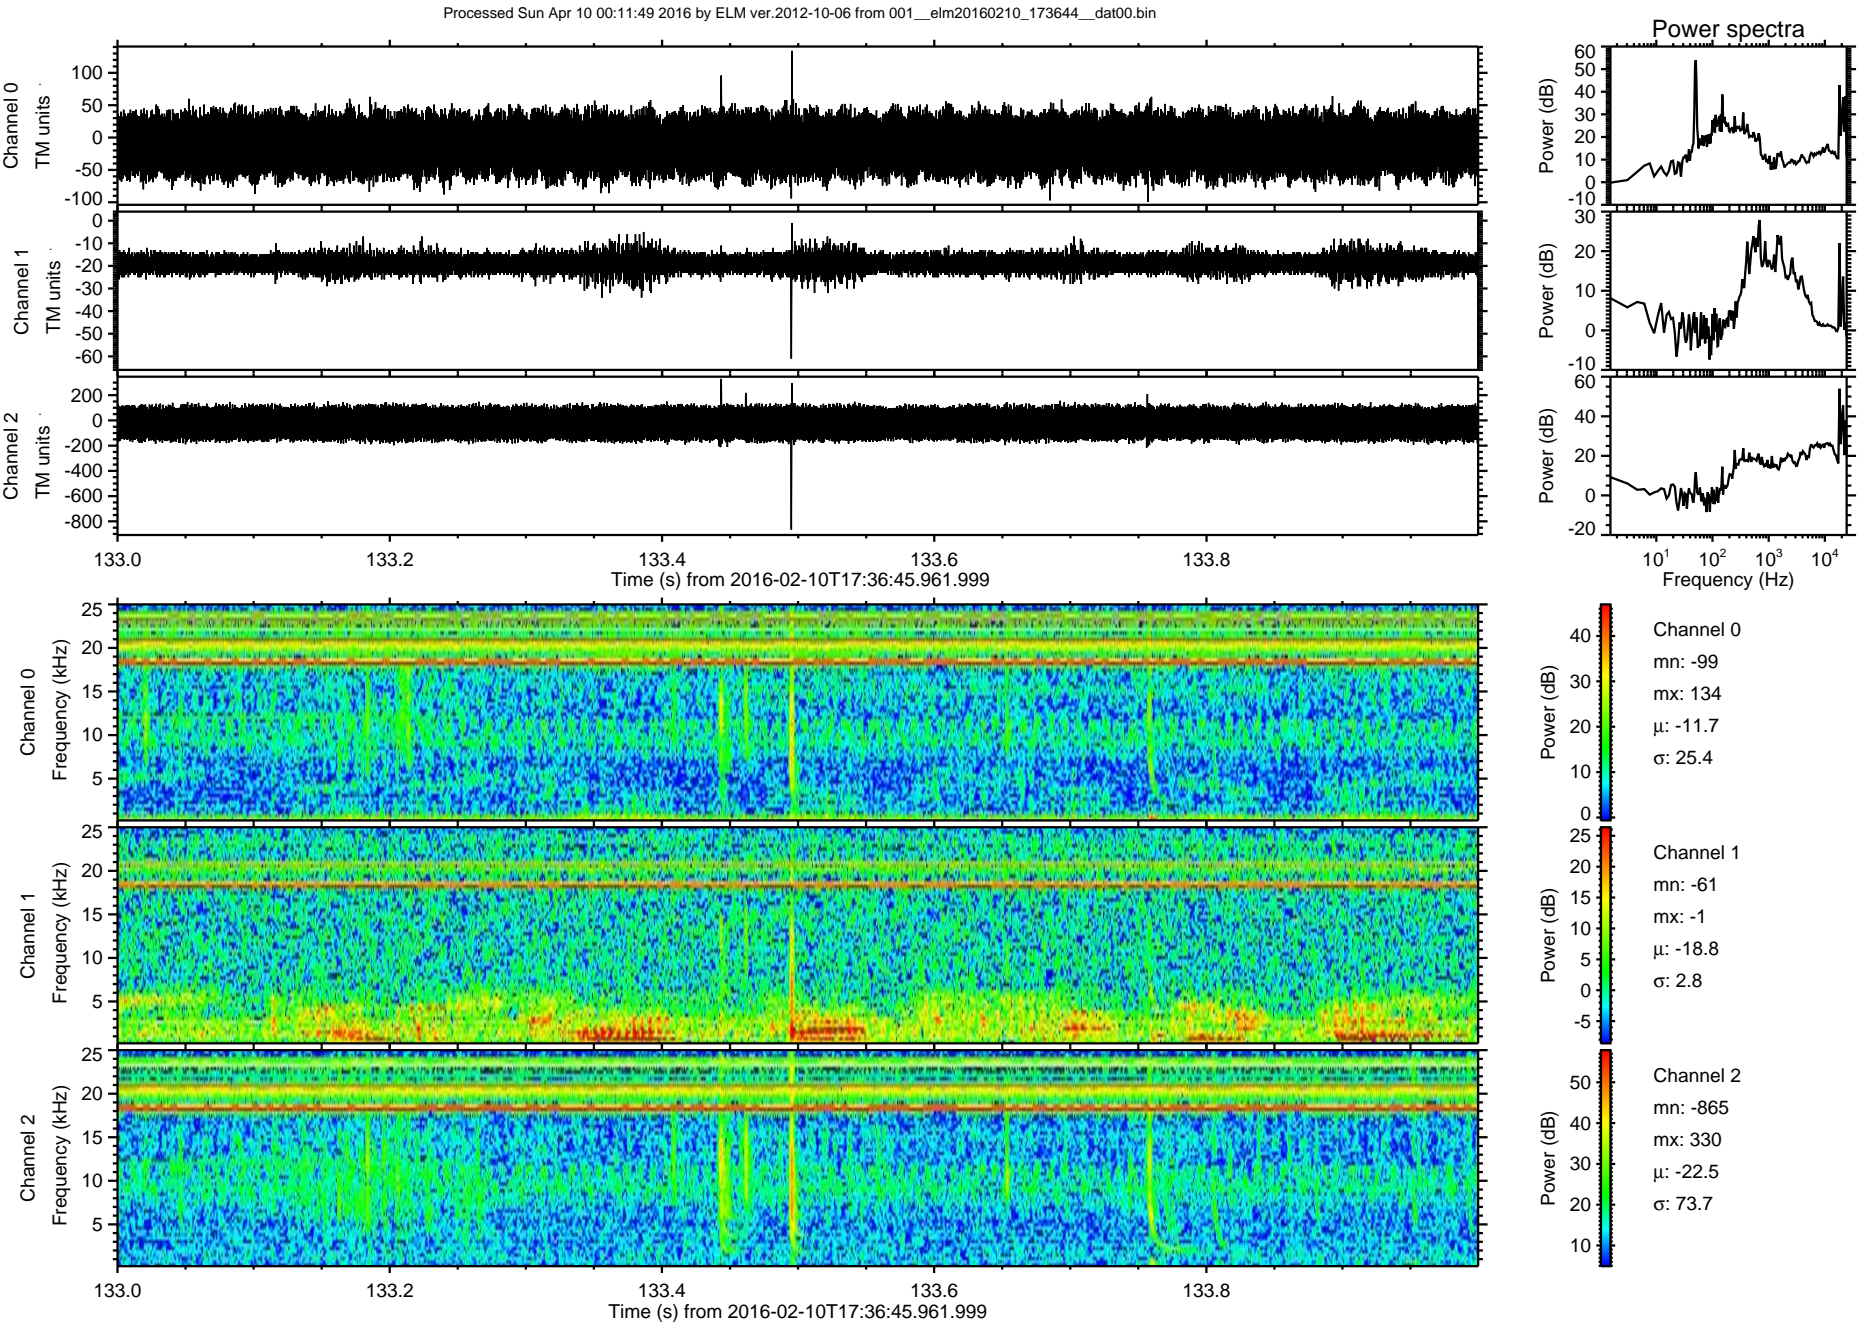 Processed Sun Apr 10 00:11:49 2016 by ELM ver.2012-10-06 from 001__elm20160210_173644__dat00.bin
Power spectra
Channel 0
TM units
100
50
0
-50
-100
Power (dB)
60
50
40
30
20
10
0
-10
Channel 1
TM units
0
-10
-20
-30
-40
-50
-60
Power (dB)
30
20
10
0
-10
Channel 2
TM units
200
0
-200
-400
-600
-800
Power (dB)
60
40
20
0
-20
133.0 133.2 133.4 133.6 133.8
Time (s) from 2016-02-10T17:36:45.961.999
10¹ 10² 10³ 10⁴
Frequency (Hz)
Channel 0
Frequency (kHz)
25
20
15
10
5
Power (dB)
40
30
20
10
0
Channel 0
mn: -99
mx: 134
μ: -11.7
σ: 25.4
Channel 1
Frequency (kHz)
25
20
15
10
5
Power (dB)
25
20
15
10
5
0
-5
Channel 1
mn: -61
mx: -1
μ: -18.8
σ: 2.8
Channel 2
Frequency (kHz)
25
20
15
10
5
Power (dB)
50
40
30
20
10
Channel 2
mn: -865
mx: 330
μ: -22.5
σ: 73.7
133.0 133.2 133.4 133.6 133.8
Time (s) from 2016-02-10T17:36:45.961.999